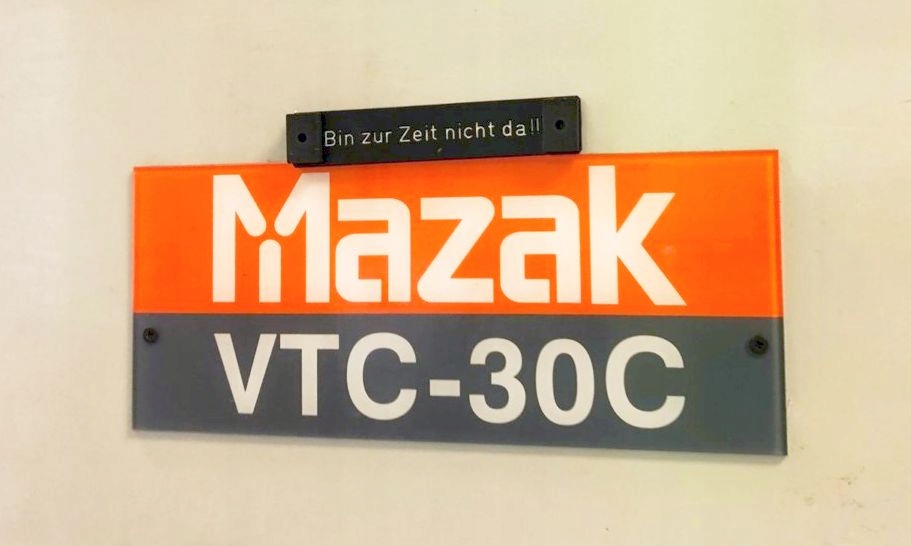 Bin zur Zeit nicht da!!
Mazak
VTC-30C